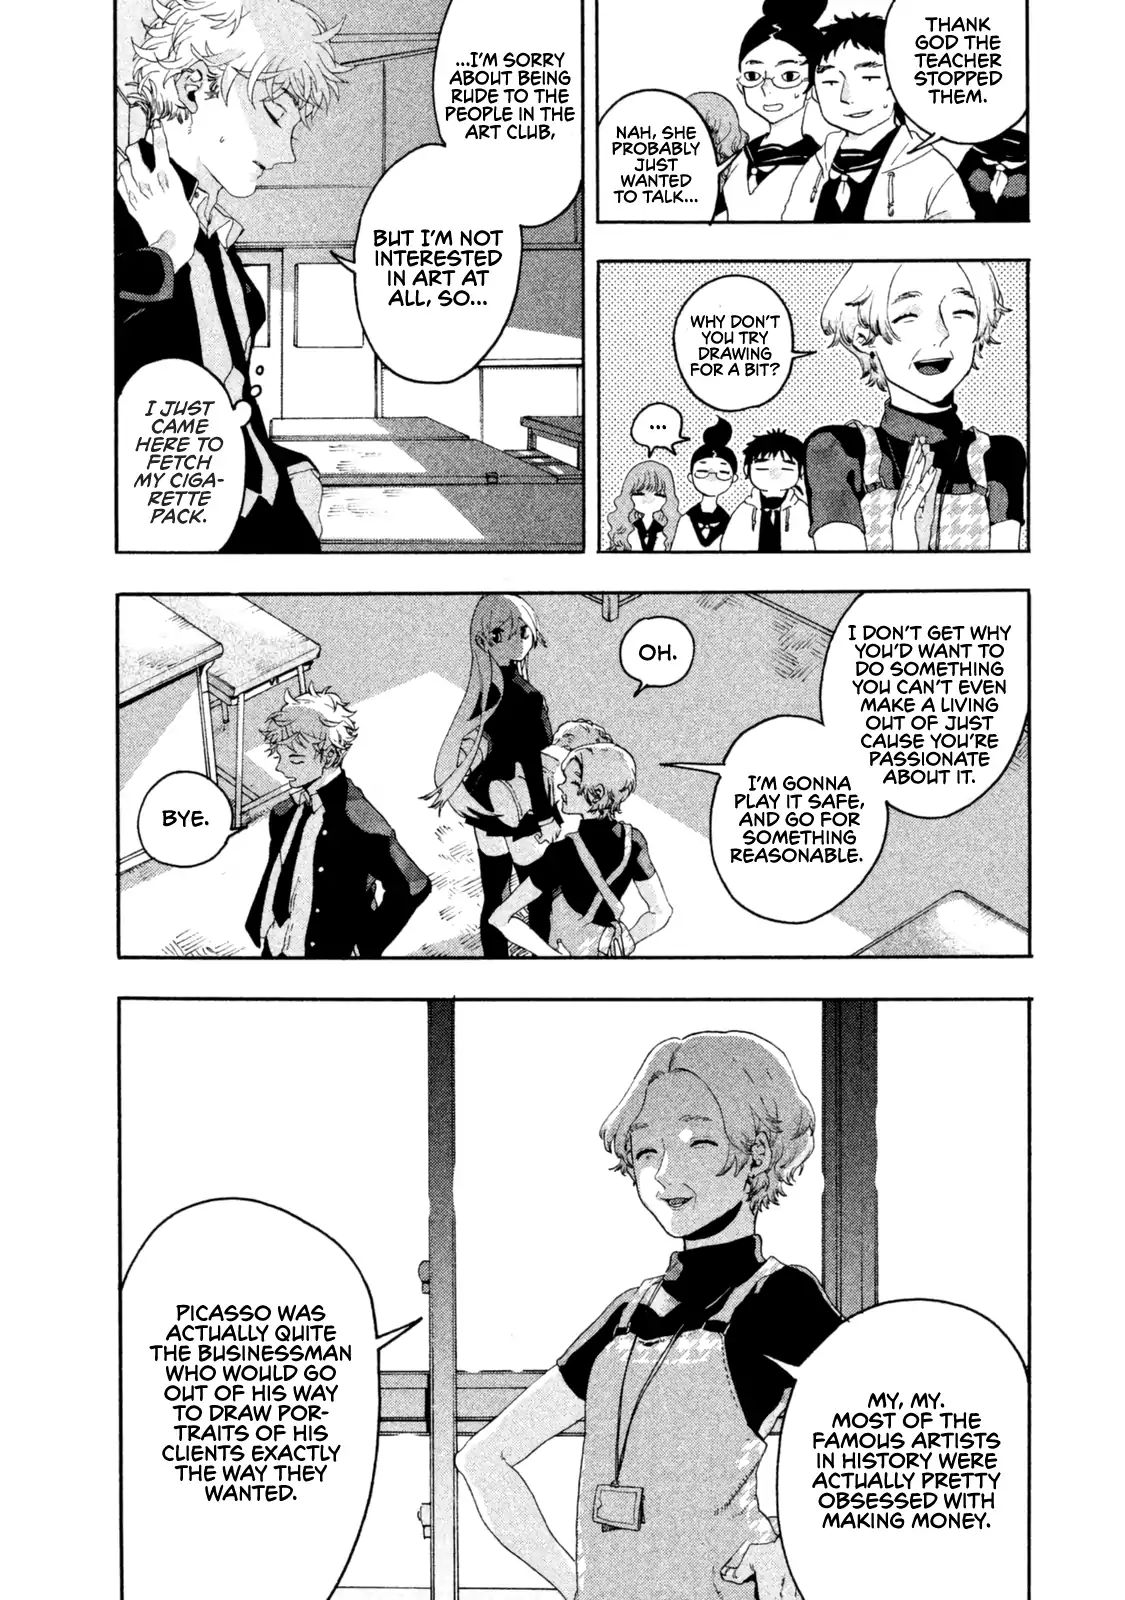 THANK
GOD THE
TEACHER
STOPPED
THEM.
NAH, SHE
PROBABLY
JUST
WANTED
TO TALK...
WHY DON'T
YOU TRY
DRAWING
FOR A BIT?
...
...I'M SORRY
ABOUT BEING
RUDE TO THE
PEOPLE IN THE
ART CLUB,
BUT I'M NOT
INTERESTED
IN ART AT
ALL, SO...
I JUST
CAME
HERE TO
FETCH
MY CIGA-
RETTE
PACK.
I DON'T GET WHY
YOU'D WANT TO
DO SOMETHING
YOU CAN'T EVEN
MAKE A LIVING
OUT OF JUST
CAUSE YOU'RE
PASSIONATE
ABOUT IT.
I'M GONNA
PLAY IT SAFE,
AND GO FOR
SOMETHING
REASONABLE.
OH.
BYE.
MY, MY.
MOST OF THE
FAMOUS ARTISTS
IN HISTORY WERE
ACTUALLY PRETTY
OBSESSED WITH
MAKING MONEY.
PICASSO WAS
ACTUALLY QUITE
THE BUSINESSMAN
WHO WOULD GO
OUT OF HIS WAY
TO DRAW POR-
TRAITS OF HIS
CLIENTS EXACTLY
THE WAY THEY
WANTED.